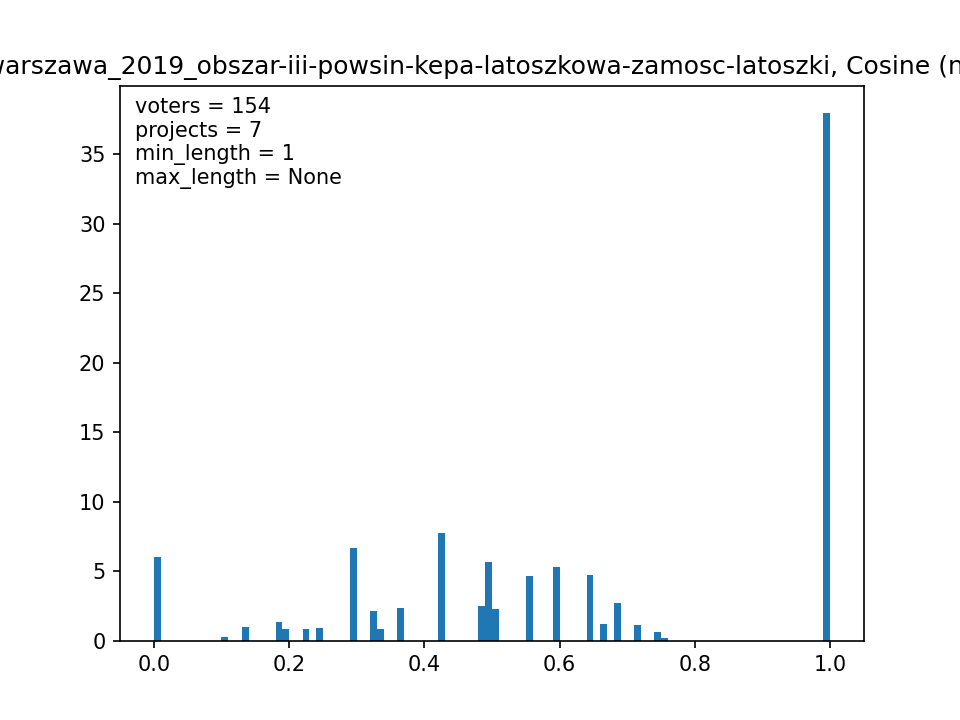 warszawa_2019_obszar-iii-powsin-kepa-latoszkowa-zamosc-latoszki, Cosine (n
voters = 154
projects = 7
min_length = 1
max_length = None
35
30
25
20
15
10
5
0
0.0 0.2 0.4 0.6 0.8 1.0